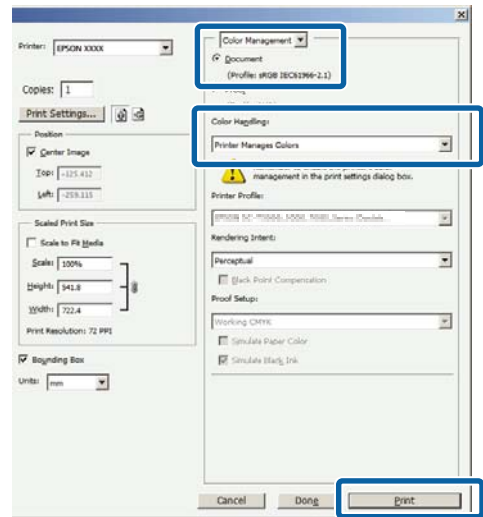 Printer: EPSON XXXX
Copies: 1
Print Settings...
Position
Center Image
Top: -125.412
Left: -259.115
Scaled Print Size
Scale to Fit Media
Scale: 100%
Height: 541.8
Width: 722.4
Print Resolution: 72 PPI
Bounding Box
Units: mm
Color Management
Document
(Profile: sRGB IEC61966-2.1)
Color Handling:
Printer Manages Colors
management in the print settings dialog box.
Printer Profile:
Rendering Intent:
Perceptual
Black Point Compensation
Proof Setup:
Working CMYK
Simulate Paper Color
Simulate Black Ink
Cancel
Done
Print